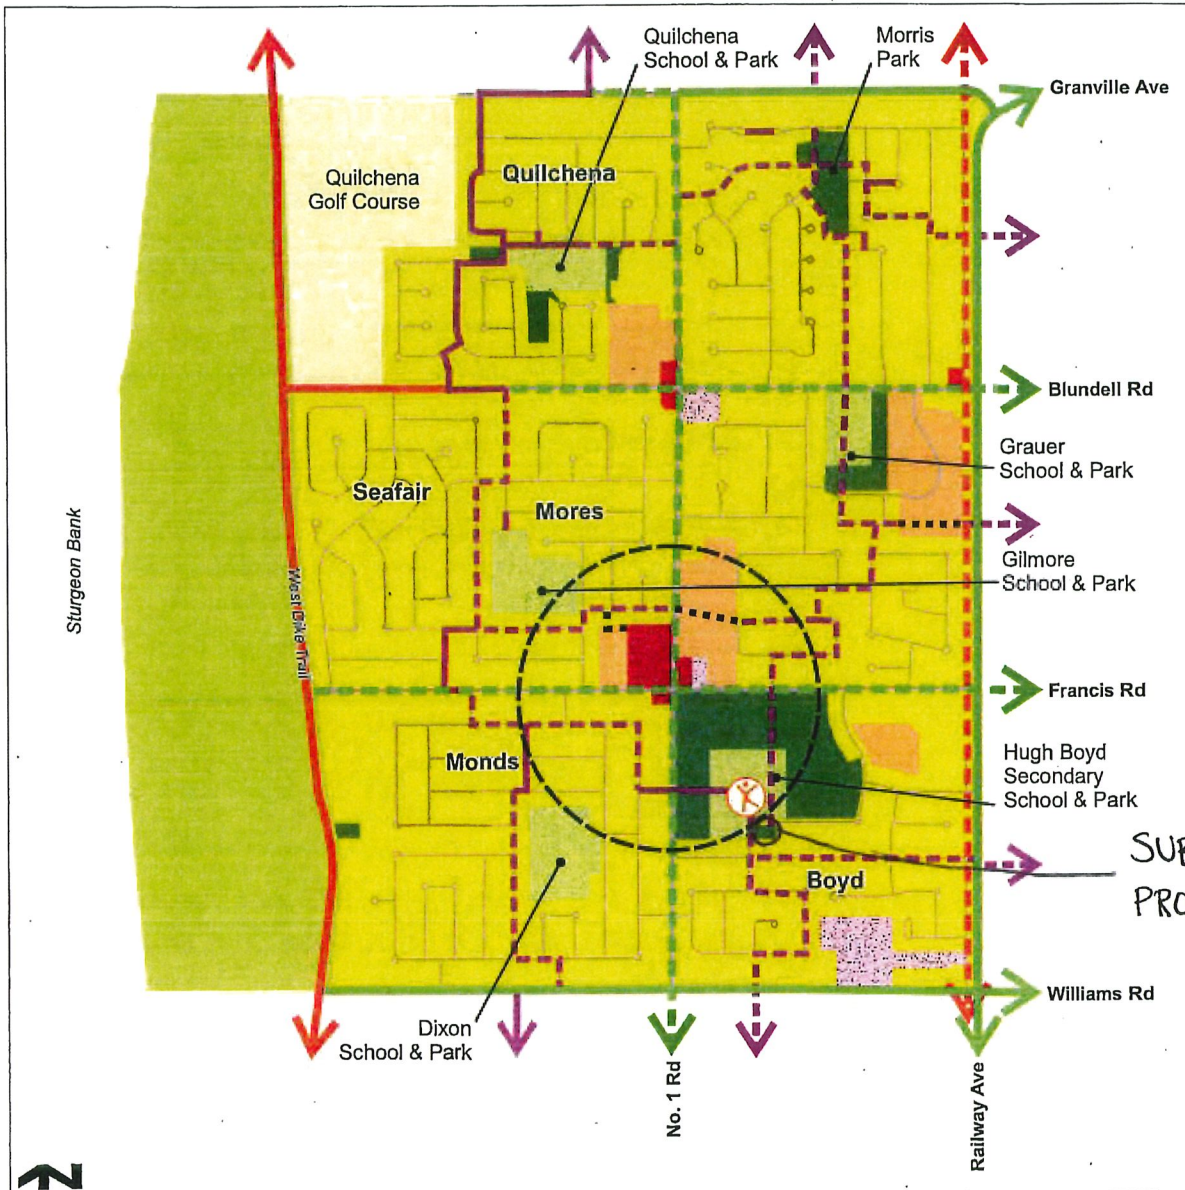 Quilchena
School & Park
Morris
Park
Granville Ave
Quilchena
Golf Course
Quilchena
Blundell Rd
Grauer
School & Park
Seafair
Mores
Sturgeon Bank
Gilmore
School & Park
West Dike Trail
Francis Rd
Monds
Hugh Boyd
Secondary
School & Park
Boyd
Williams Rd
Dixon
School & Park
No. 1 Rd
Railway Ave